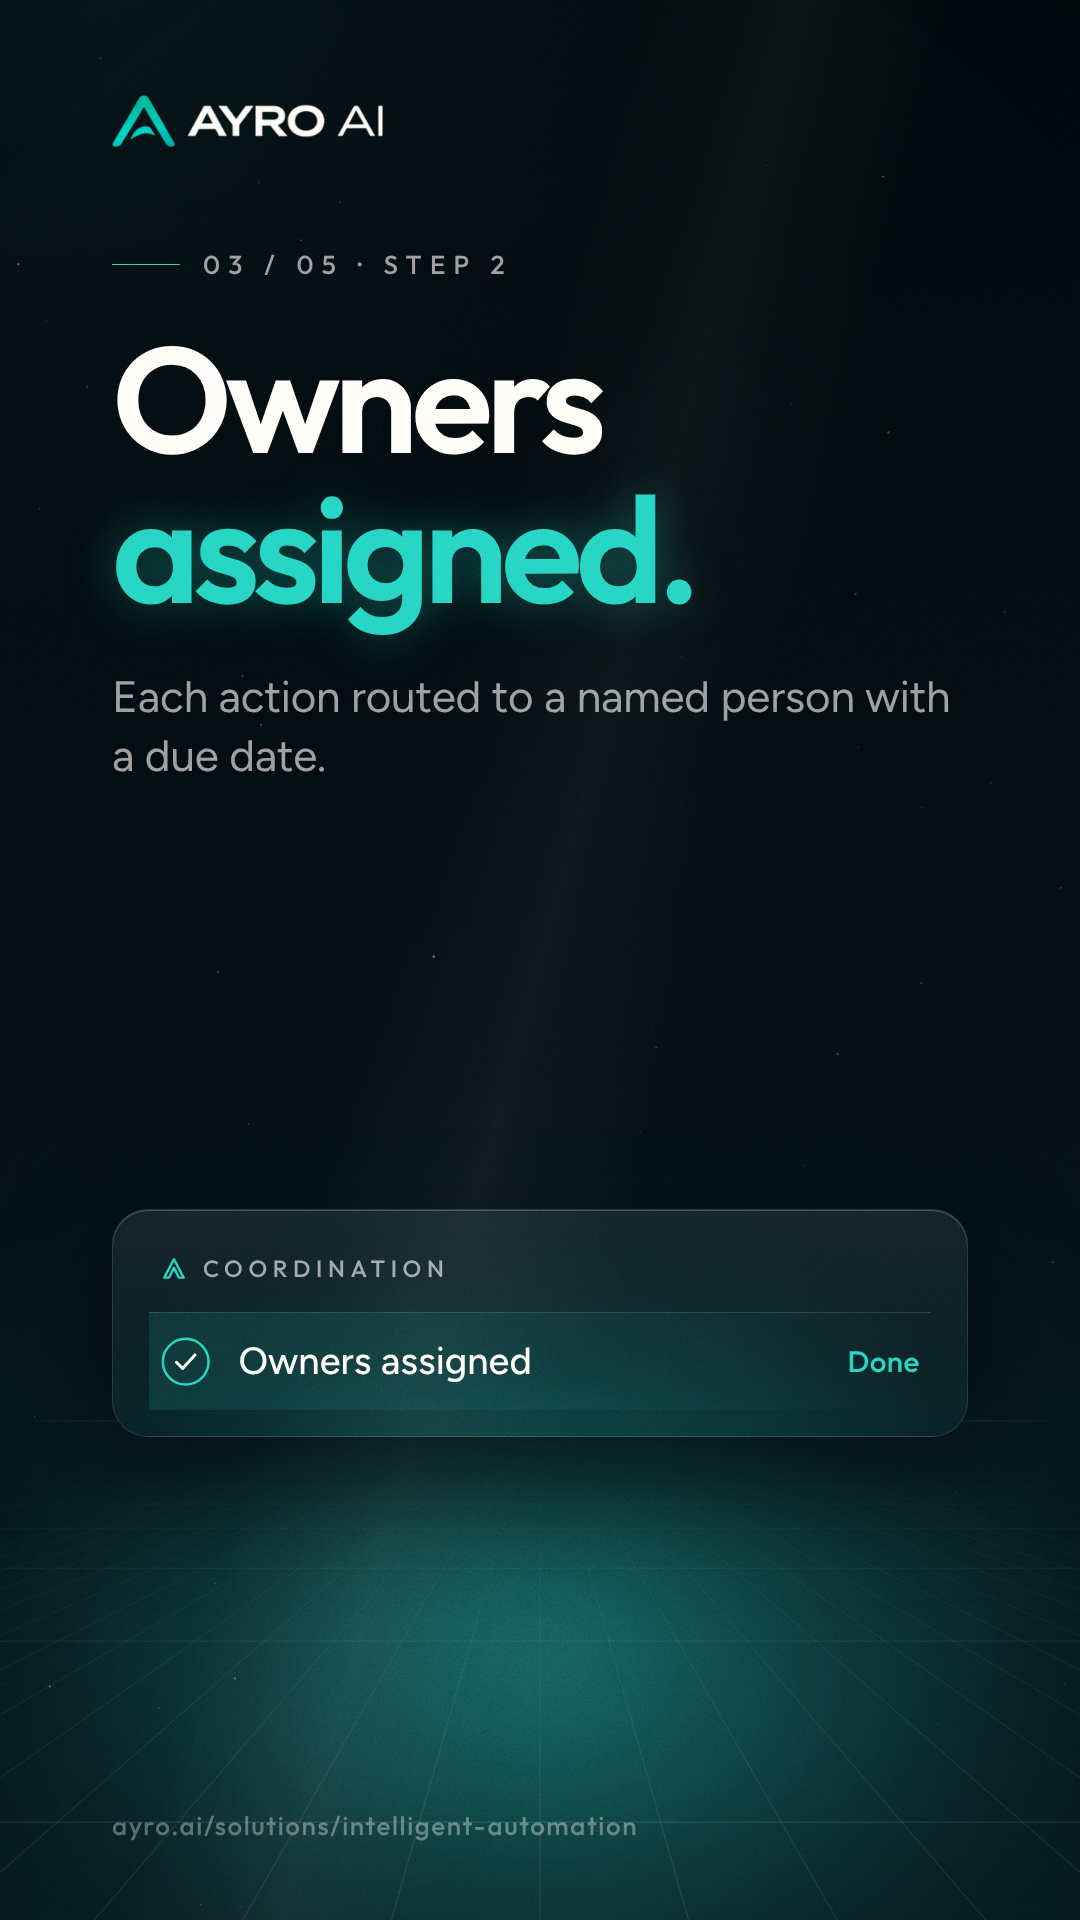 AYRO AI
03 / 05 · STEP 2
Owners
assigned.
Each action routed to a named person with
a due date.
COORDINATION
Owners assigned
Done
ayro.ai/solutions/intelligent-automation